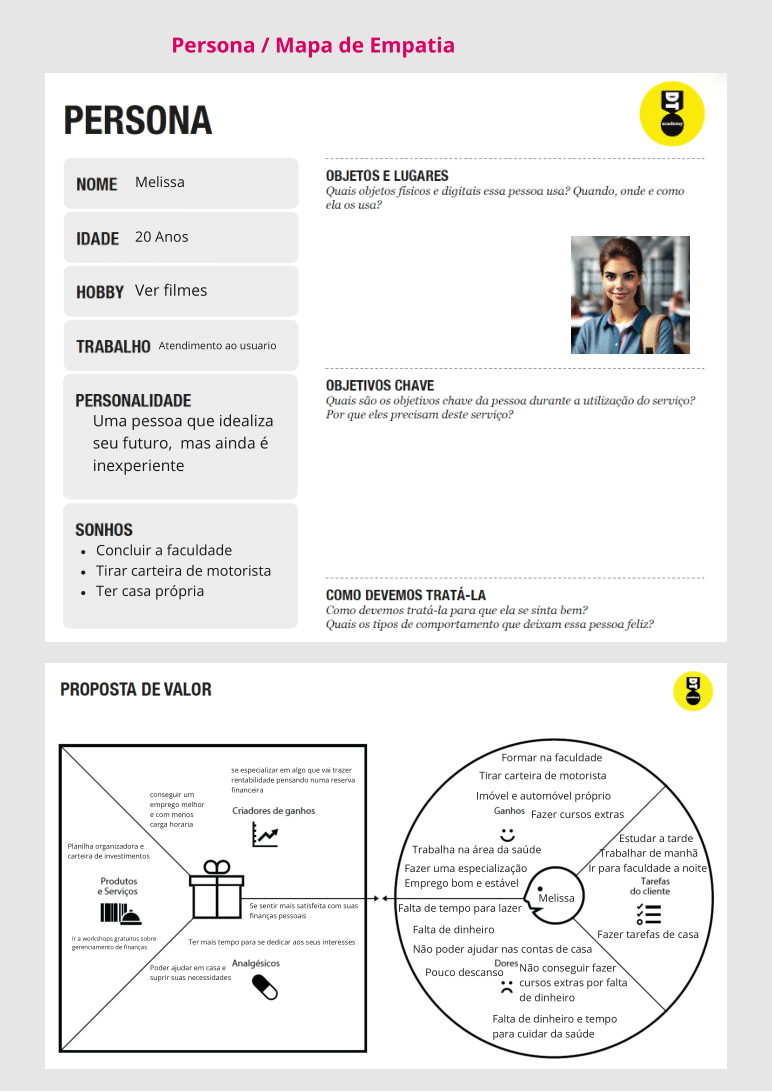 Persona / Mapa de Empatia
PERSONA
DT
academy
NOME Melissa
IDADE 20 Anos
HOBBY Ver filmes
TRABALHO Atendimento ao usuario
PERSONALIDADE
Uma pessoa que idealiza
seu futuro, mas ainda é
inexperiente
SONHOS
• Concluir a faculdade
• Tirar carteira de motorista
• Ter casa própria
OBJETOS E LUGARES
Quais objetos físicos e digitais essa pessoa usa? Quando, onde e como
ela os usa?
OBJETIVOS CHAVE
Quais são os objetivos chave da pessoa durante a utilização do serviço?
Por que eles precisam deste serviço?
COMO DEVEMOS TRATÁ-LA
Como devemos tratá-la para que ela se sinta bem?
Quais os tipos de comportamento que deixam essa pessoa feliz?
PROPOSTA DE VALOR
DT
academy
se especializar em algo que vai trazer
rentabilidade pensando numa reserva
financeira
Criadores de ganhos
conseguir um
emprego melhor
e com menos
carga horaria
Planilha organizadora e
carteira de investimentos
Produtos
e Serviços
Ir a workshops gratuitos sobre
gerenciamento de finanças
Se sentir mais satisfeita com suas
finanças pessoais
Ter mais tempo para se dedicar aos seus interesses
Analgésicos
Poder ajudar em casa e
suprir suas necessidades
Formar na faculdade
Tirar carteira de motorista
Imóvel e automóvel próprio
Ganhos
Fazer cursos extras
Trabalha na área da saúde
Fazer uma especialização
Emprego bom e estável
Melissa
Estudar a tarde
Trabalhar de manhã
Ir para faculdade a noite
Tarefas
do cliente
Fazer tarefas de casa
Falta de tempo para lazer
Falta de dinheiro
Não poder ajudar nas contas de casa
Dores
Pouco descanso
Não conseguir fazer
cursos extras por falta
de dinheiro
Falta de dinheiro e tempo
para cuidar da saúde